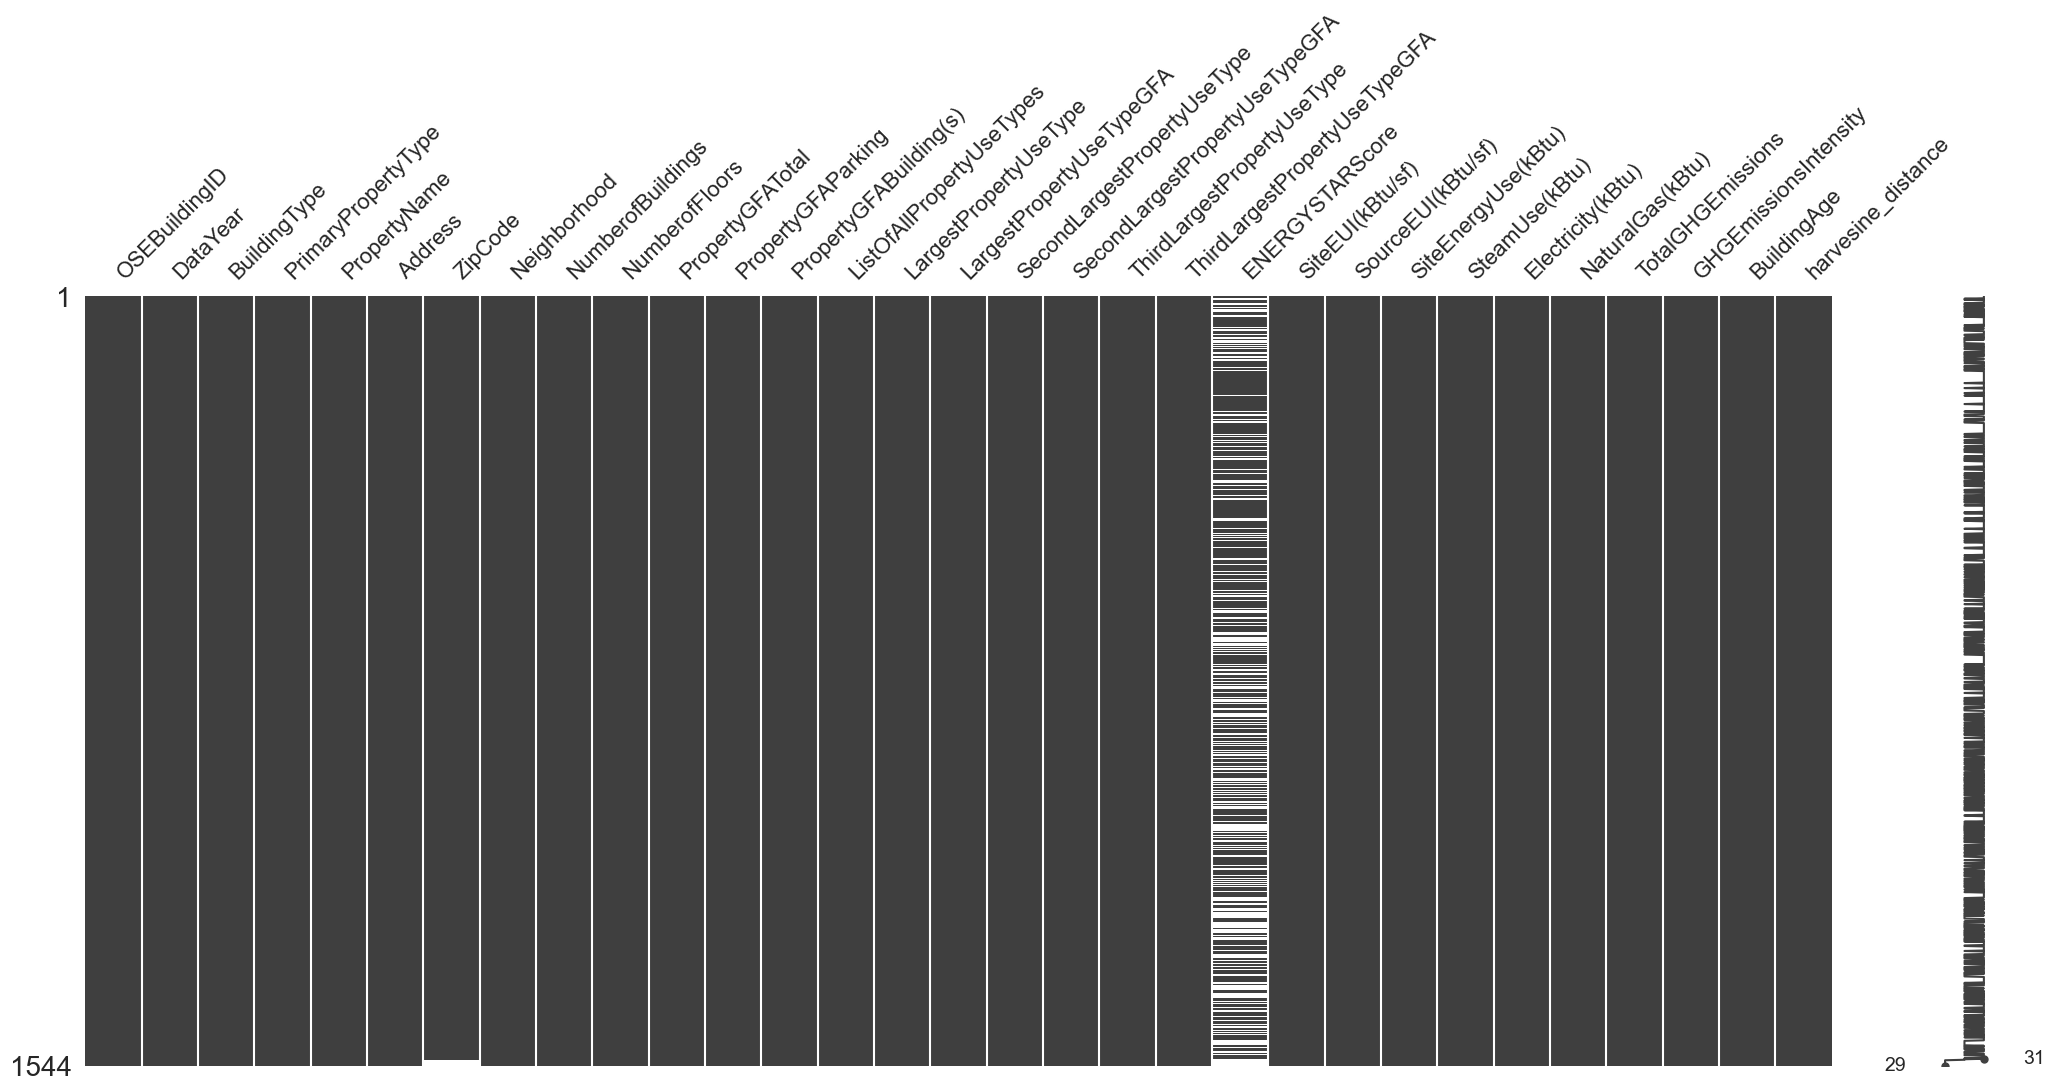 OSEBuildingID
DataYear
BuildingType
PrimaryPropertyType
PropertyName
Address
ZipCode
Neighborhood
NumberofBuildings
NumberofFloors
PropertyGFATotal
PropertyGFAParking
PropertyGFABuilding(s)
ListOfAllPropertyUseTypes
LargestPropertyUseType
LargestPropertyUseTypeGFA
SecondLargestPropertyUseType
SecondLargestPropertyUseTypeGFA
ThirdLargestPropertyUseType
ThirdLargestPropertyUseTypeGFA
ENERGYSTARScore
SiteEUI(kBtu/sf)
SourceEUI(kBtu/sf)
SiteEnergyUse(kBtu)
SteamUse(kBtu)
Electricity(kBtu)
NaturalGas(kBtu)
TotalGHGEmissions
GHGEmissionsIntensity
BuildingAge
harvesine_distance
1
1544
29
31